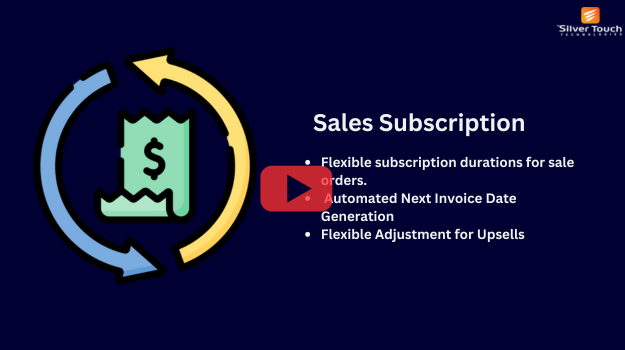 Silver Touch
TECHNOLOGIES
$
Sales Subscription
• Flexible subscription durations for sale
orders.
• Automated Next Invoice Date
Generation
• Flexible Adjustment for Upsells